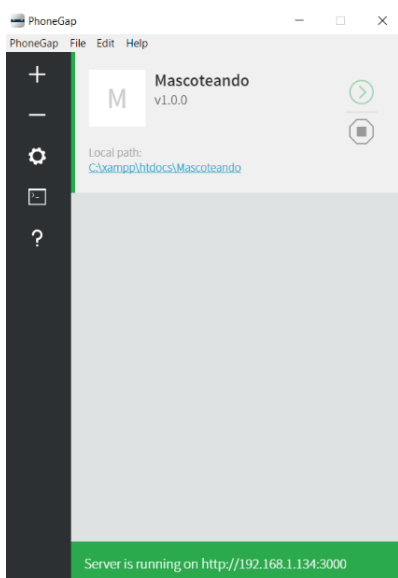 PhoneGap
PhoneGap File Edit Help
M
Mascoteando
v1.0.0
Local path:
C:\xampp\htdocs\Mascoteando
?
Server is running on http://192.168.1.134:3000